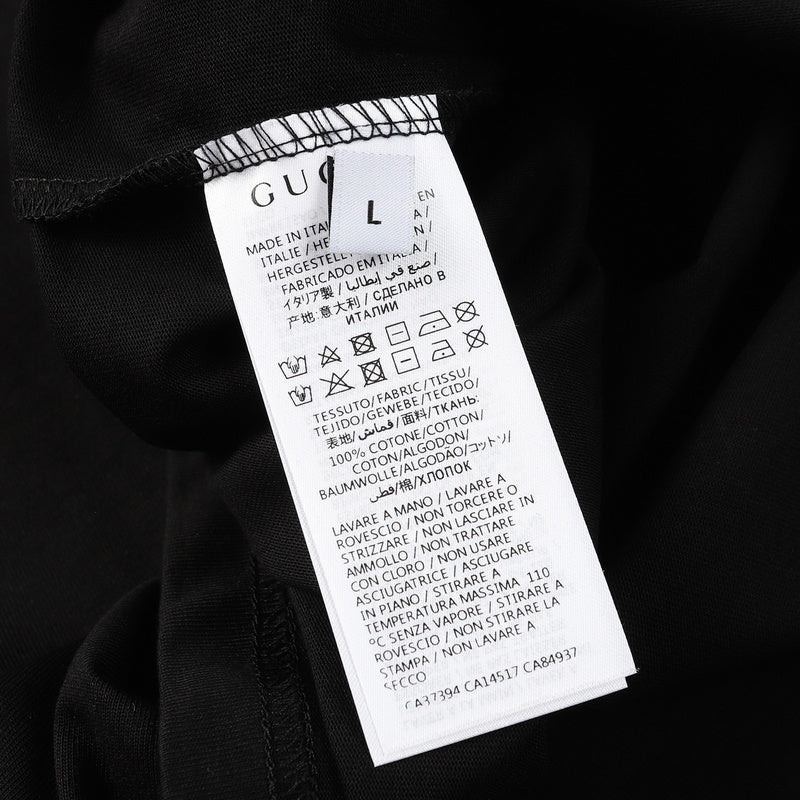 GUC
L
EN
MADE IN ITA
ITALIE / HE
HERGESTELL
FABRICADO EM ITALIA /
صنع في إيطاليا /
イタリア製 /
产地:意大利 / СДЕЛАНО В
ИТАЛИИ
TESSUTO/FABRIC/TISSU/
TEJIDO/GEWEBE/TECIDO/
表地/قماش/面料/ТКАНЬ:
100% COTONE/COTTON/
COTON/ALGODON/
BAUMWOLLE/ALGODAO/コットン/
قطن/棉/ХЛОПОК
LAVARE A MANO / LAVARE A
ROVESCIO / NON TORCERE O
STRIZZARE / NON LASCIARE IN
AMMOLLO / NON TRATTARE
CON CLORO / NON USARE
ASCIUGATRICE / ASCIUGARE
IN PIANO / STIRARE A
TEMPERATURA MASSIMA 110
°C SENZA VAPORE / STIRARE A
ROVESCIO / NON STIRARE LA
STAMPA / NON LAVARE A
SECCO
CA37394 CA14517 CA84937